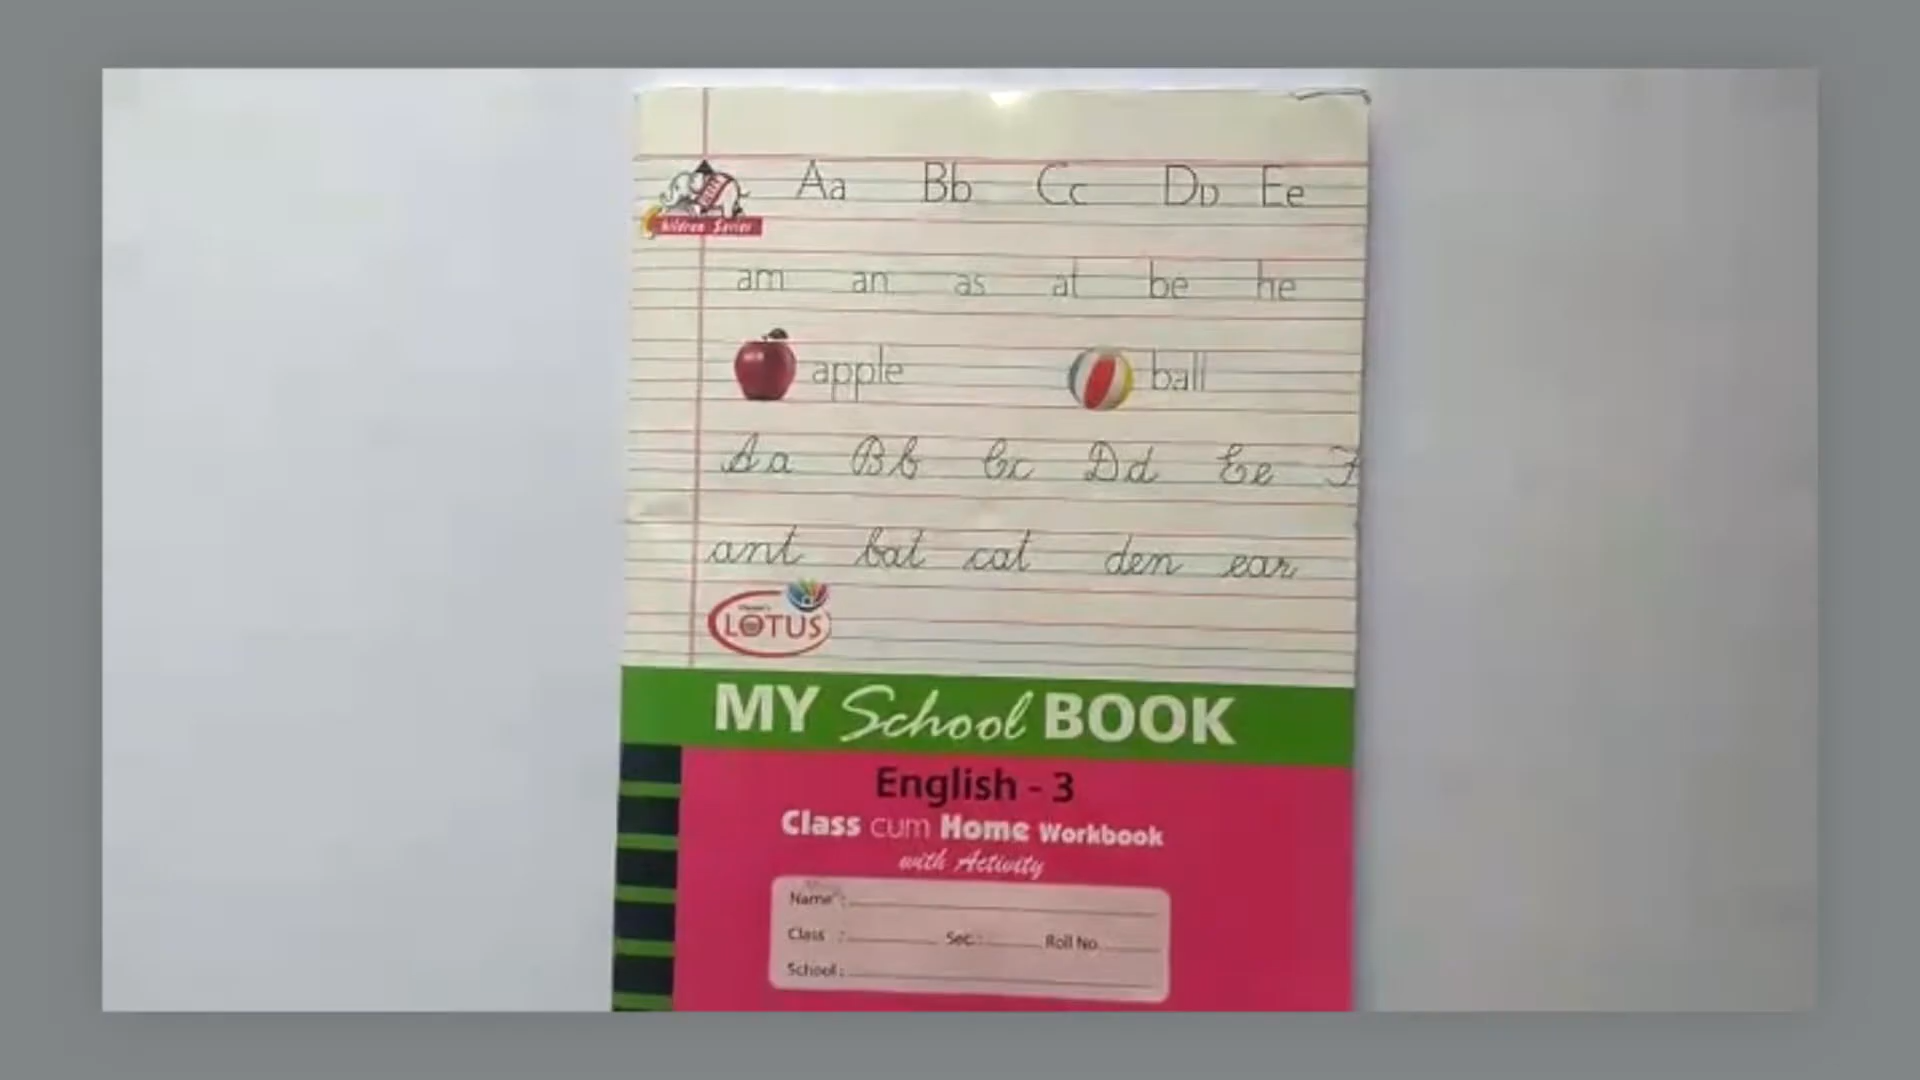 Aa Bb Cc DD Ee
Children Series
am an as at be he
apple ball
Aa Bb Cc Dd Ee F
ant bat cat den ear
LOTUS
MY School BOOK
English - 3
Class cum Home Workbook
with Activity
Name :
Class : Sec. : Roll No.
School :